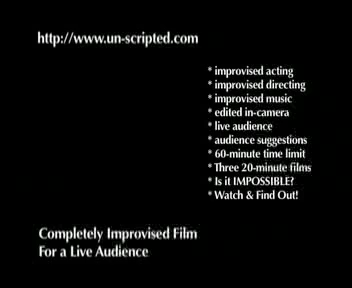 http://www.un-scripted.com
* improvised acting
* improvised directing
* improvised music
* edited in-camera
* live audience
* audience suggestions
* 60-minute time limit
* Three 20-minute films
* Is it IMPOSSIBLE?
* Watch & Find Out!
Completely Improvised Film
For a Live Audience